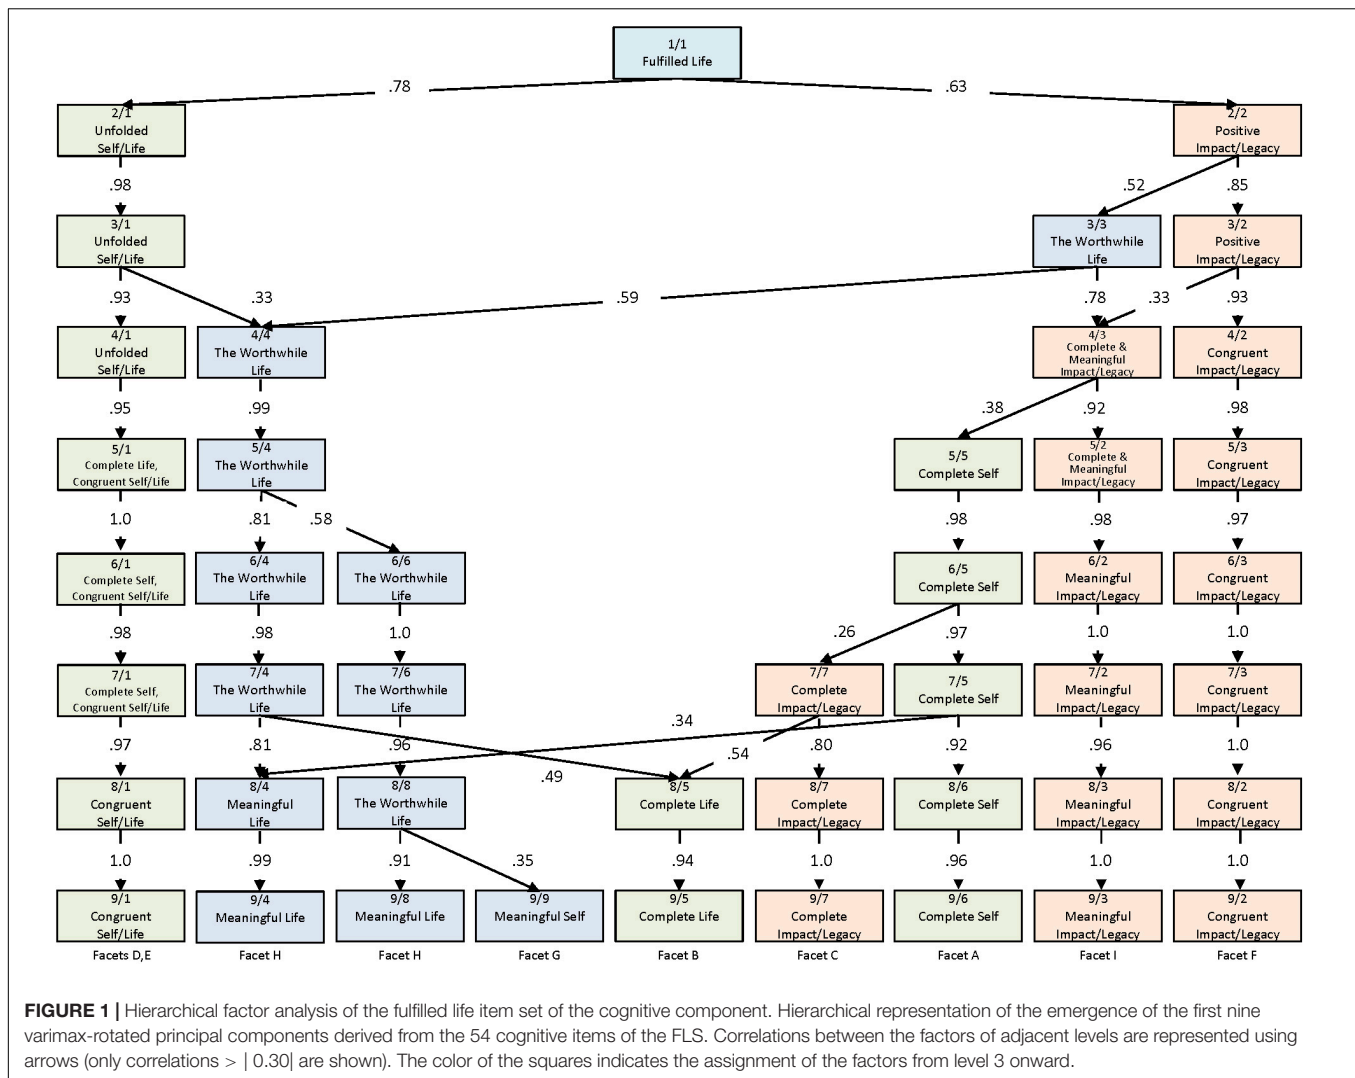 1/1
Fulfilled Life
.78
.63
2/1
Unfolded
Self/Life
2/2
Positive
Impact/Legacy
.98
.52
.85
3/1
Unfolded
Self/Life
3/3
The Worthwhile
Life
3/2
Positive
Impact/Legacy
.93
.33
.59
.78
.33
.93
4/1
Unfolded
Self/Life
4/4
The Worthwhile
Life
4/3
Complete &
Meaningful
Impact/Legacy
4/2
Congruent
Impact/Legacy
.95
.99
.38
.92
.98
5/1
Complete Life,
Congruent Self/Life
5/4
The Worthwhile
Life
5/5
Complete Self
5/2
Complete &
Meaningful
Impact/Legacy
5/3
Congruent
Impact/Legacy
1.0
.81
.58
.98
.98
.97
6/1
Complete Self,
Congruent Self/Life
6/4
The Worthwhile
Life
6/6
The Worthwhile
Life
6/5
Complete Self
6/2
Meaningful
Impact/Legacy
6/3
Congruent
Impact/Legacy
.98
.98
1.0
.26
.97
1.0
1.0
7/1
Complete Self,
Congruent Self/Life
7/4
The Worthwhile
Life
7/6
The Worthwhile
Life
7/7
Complete
Impact/Legacy
7/5
Complete Self
7/2
Meaningful
Impact/Legacy
7/3
Congruent
Impact/Legacy
.34
.97
.81
.96
.49
.54
.80
.92
.96
1.0
8/1
Congruent
Self/Life
8/4
Meaningful
Life
8/8
The Worthwhile
Life
8/5
Complete Life
8/7
Complete
Impact/Legacy
8/6
Complete Self
8/3
Meaningful
Impact/Legacy
8/2
Congruent
Impact/Legacy
1.0
.99
.91
.35
.94
1.0
.96
1.0
1.0
9/1
Congruent
Self/Life
9/4
Meaningful Life
9/8
Meaningful Life
9/9
Meaningful Self
9/5
Complete Life
9/7
Complete
Impact/Legacy
9/6
Complete Self
9/3
Meaningful
Impact/Legacy
9/2
Congruent
Impact/Legacy
Facets D,E
Facet H
Facet H
Facet G
Facet B
Facet C
Facet A
Facet I
Facet F
FIGURE 1 | Hierarchical factor analysis of the fulfilled life item set of the cognitive component. Hierarchical representation of the emergence of the first nine
varimax-rotated principal components derived from the 54 cognitive items of the FLS. Correlations between the factors of adjacent levels are represented using
arrows (only correlations > | 0.30| are shown). The color of the squares indicates the assignment of the factors from level 3 onward.